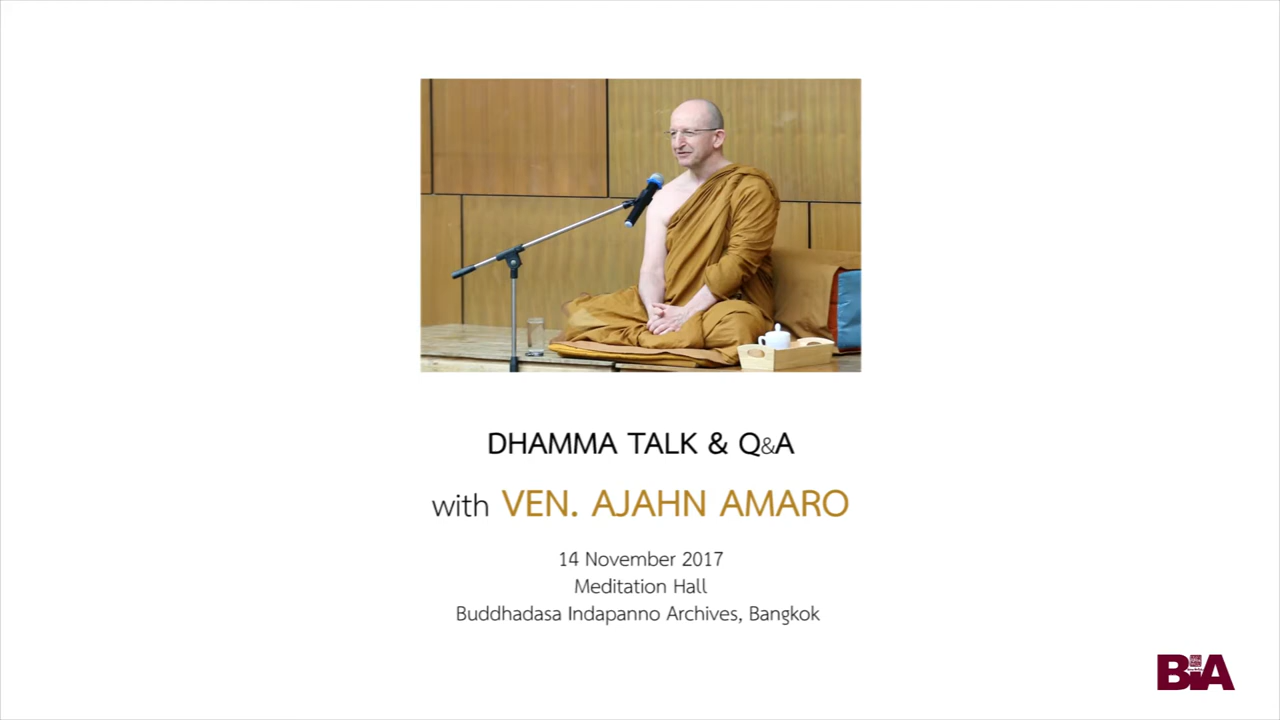 DHAMMA TALK & Q&A
with VEN. AJAHN AMARO
14 November 2017
Meditation Hall
Buddhadasa Indapanno Archives, Bangkok
BIA